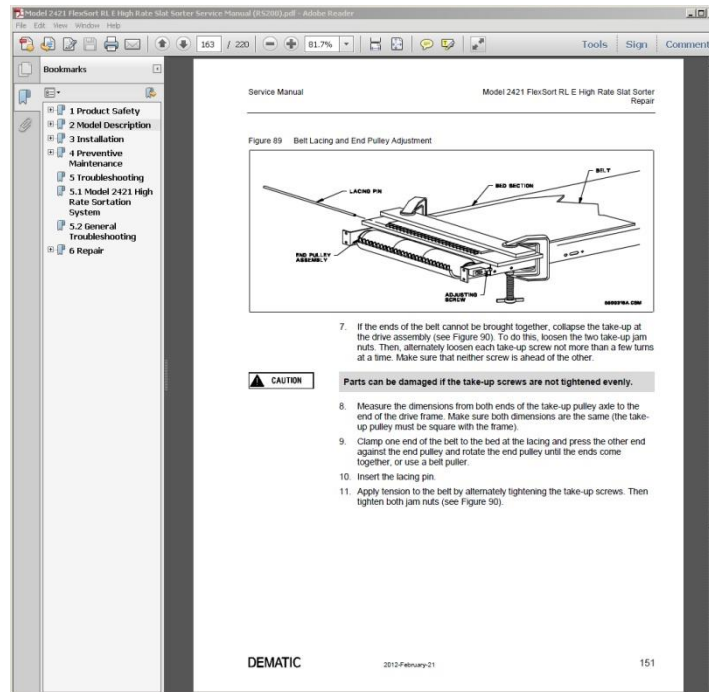 Model 2421 FlexSort RL E High Rate Slat Sorter Service Manual (RS200).pdf - Adobe Reader
File Edit View Window Help
163 / 220 81.7% Tools Sign Comment
Bookmarks
1 Product Safety
2 Model Description
3 Installation
4 Preventive
Maintenance
5 Troubleshooting
5.1 Model 2421 High
Rate Sortation
System
5.2 General
Troubleshooting
6 Repair
Service Manual Model 2421 FlexSort RL E High Rate Slat Sorter
Repair
Figure 89 Belt Lacing and End Pulley Adjustment
BELT
LACING PIN
BED SECTION
END PULLEY
ASSEMBLY
ADJUSTING
SCREW
7. If the ends of the belt cannot be brought together, collapse the take-up at
the drive assembly (see Figure 90). To do this, loosen the two take-up jam
nuts. Then, alternately loosen each take-up screw not more than a few turns
at a time. Make sure that neither screw is ahead of the other.
CAUTION Parts can be damaged if the take-up screws are not tightened evenly.
8. Measure the dimensions from both ends of the take-up pulley axle to the
end of the drive frame. Make sure both dimensions are the same (the take-
up pulley must be square with the frame).
9. Clamp one end of the belt to the bed at the lacing and press the other end
against the end pulley and rotate the end pulley until the ends come
together, or use a belt puller.
10. Insert the lacing pin.
11. Apply tension to the belt by alternately tightening the take-up screws. Then
tighten both jam nuts (see Figure 90).
DEMATIC 2012-February-21 151